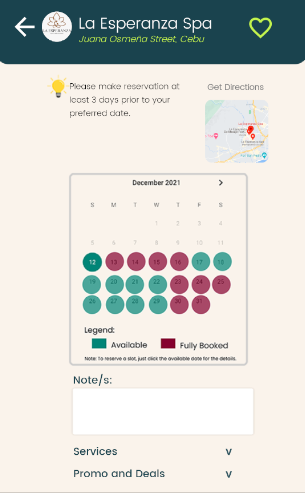 La Esperanza Spa
Juana Osmeña Street, Cebu
LA ESPERANZA
Please make reservation at
least 3 days prior to your
preferred date.
Get Directions
December 2021 >
S M T W T F S
1 2 3 4
5 6 7 8 9 10 11
12 13 14 15 16 17 18
19 20 21 22 23 24 25
26 27 28 29 30 31
Legend:
Available Fully Booked
Note: To reserve a slot, just click the available date for the details.
Note/s:
Services v
Promo and Deals v